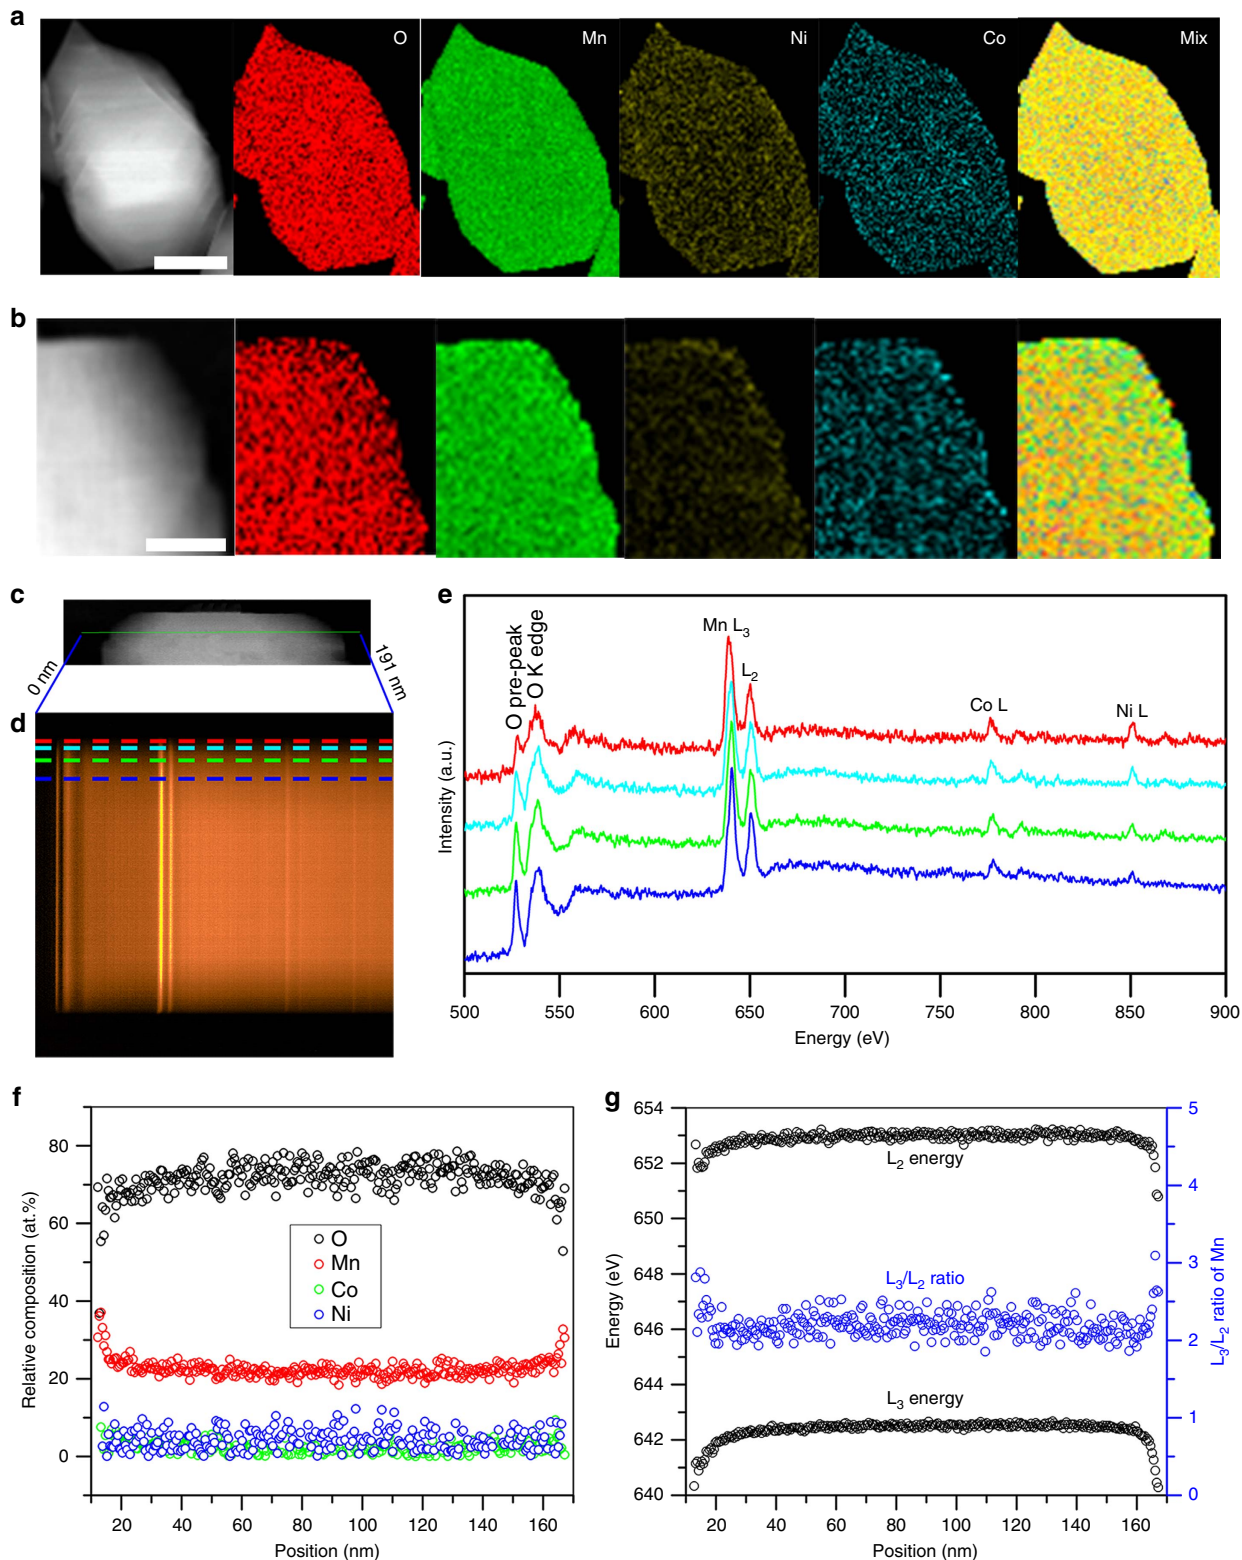 a
O Mn Ni Co Mix
b
c
0 nm
191 nm
d
e
O pre-peak
O K edge
Mn L3
L2
Co L
Ni L
Intensity (a.u.)
500 550 600 650 700 750 800 850 900
Energy (eV)
f
80
60
40
20
0
Relative composition (at.%)
O
Mn
Co
Ni
20 40 60 80 100 120 140 160
Position (nm)
g
654
652
650
648
646
644
642
640
Energy (eV)
L2 energy
L3/L2 ratio
L3 energy
5
4
3
2
1
0
L3/L2 ratio of Mn
20 40 60 80 100 120 140 160
Position (nm)